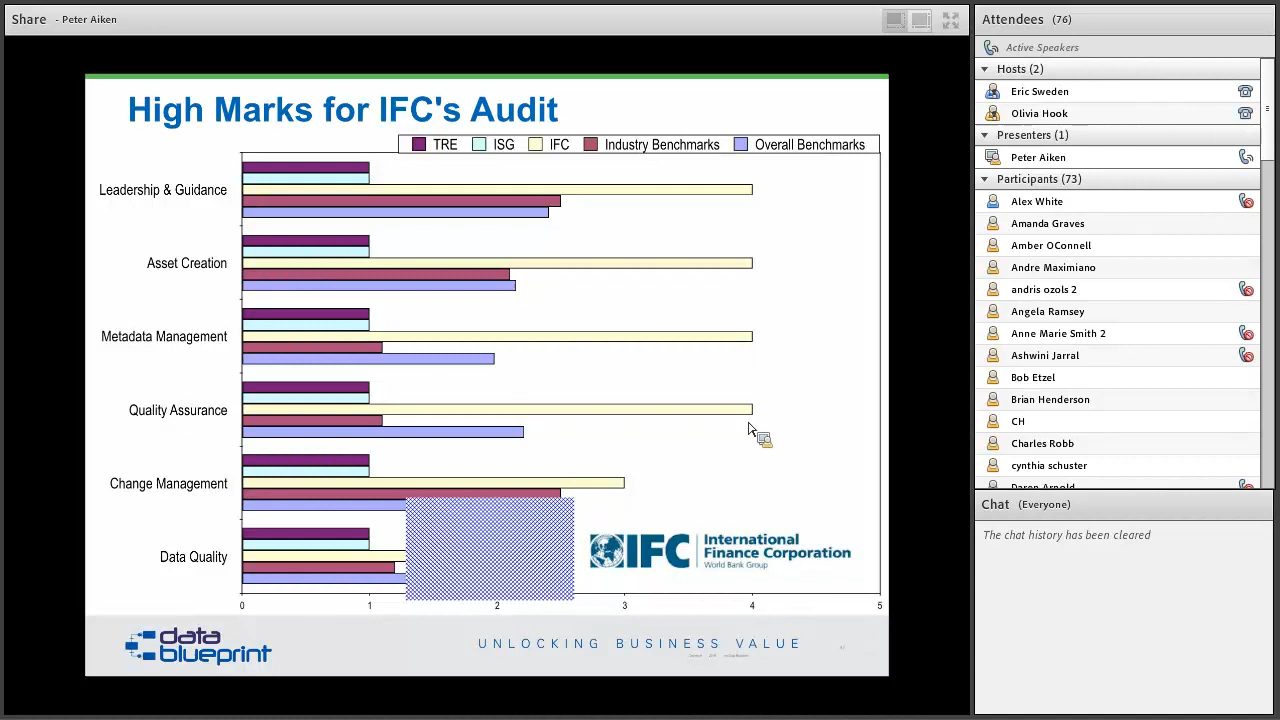 Share - Peter Aiken
High Marks for IFC's Audit
TRE ISG IFC Industry Benchmarks Overall Benchmarks
Leadership & Guidance
Asset Creation
Metadata Management
Quality Assurance
Change Management
Data Quality
0 1 2 3 4 5
IFC International
Finance Corporation
World Bank Group
data
blueprint
UNLOCKING BUSINESS VALUE
Attendees (76)
Active Speakers
Hosts (2)
Eric Sweden
Olivia Hook
Presenters (1)
Peter Aiken
Participants (73)
Alex White
Amanda Graves
Amber OConnell
Andre Maximiano
andris ozols 2
Angela Ramsey
Anne Marie Smith 2
Ashwini Jarral
Bob Etzel
Brian Henderson
CH
Charles Robb
cynthia schuster
Daren Arnold
Chat (Everyone)
The chat history has been cleared